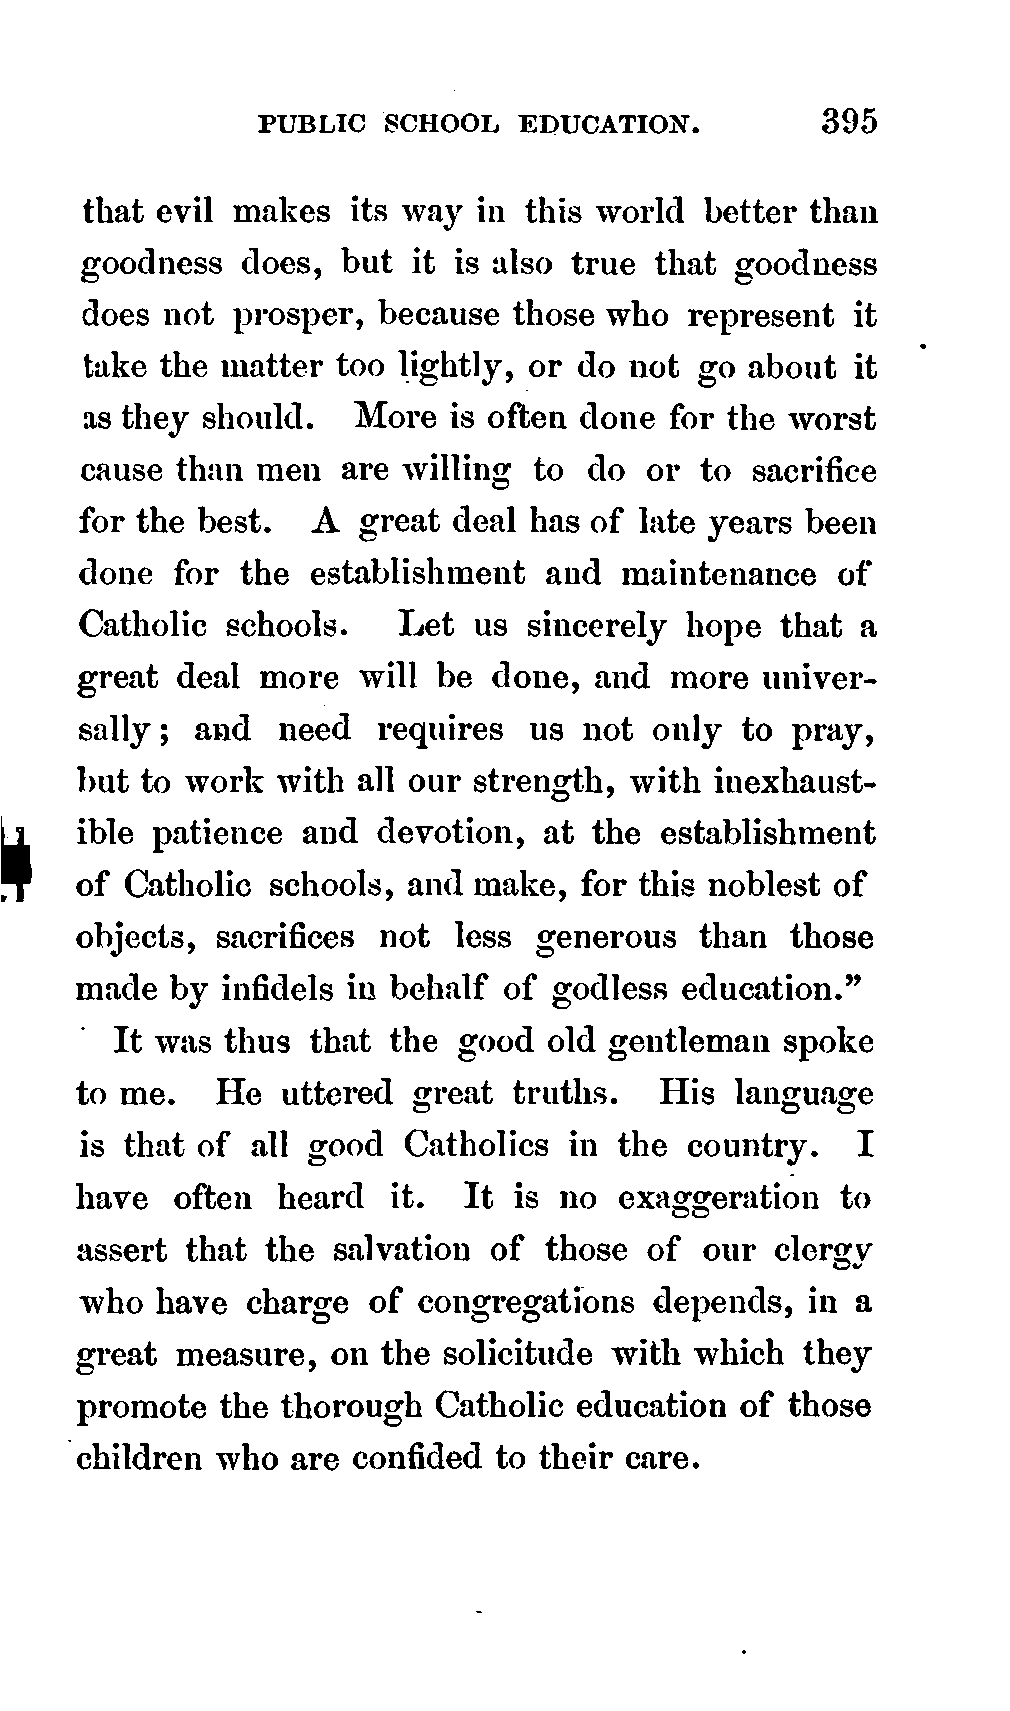 PUBLIC SCHOOL EDUCATION. 395
that evil makes its way in this world better than
goodness does, but it is also true that goodness
does not prosper, because those who represent it
take the matter too lightly, or do not go about it
as they should. More is often done for the worst
cause than men are willing to do or to sacrifice
for the best. A great deal has of late years been
done for the establishment and maintenance of
Catholic schools. Let us sincerely hope that a
great deal more will be done, and more univer-
sally; and need requires us not only to pray,
but to work with all our strength, with inexhaust-
ible patience and devotion, at the establishment
of Catholic schools, and make, for this noblest of
objects, sacrifices not less generous than those
made by infidels in behalf of godless education.”
It was thus that the good old gentleman spoke
to me. He uttered great truths. His language
is that of all good Catholics in the country. I
have often heard it. It is no exaggeration to
assert that the salvation of those of our clergy
who have charge of congregations depends, in a
great measure, on the solicitude with which they
promote the thorough Catholic education of those
children who are confided to their care.